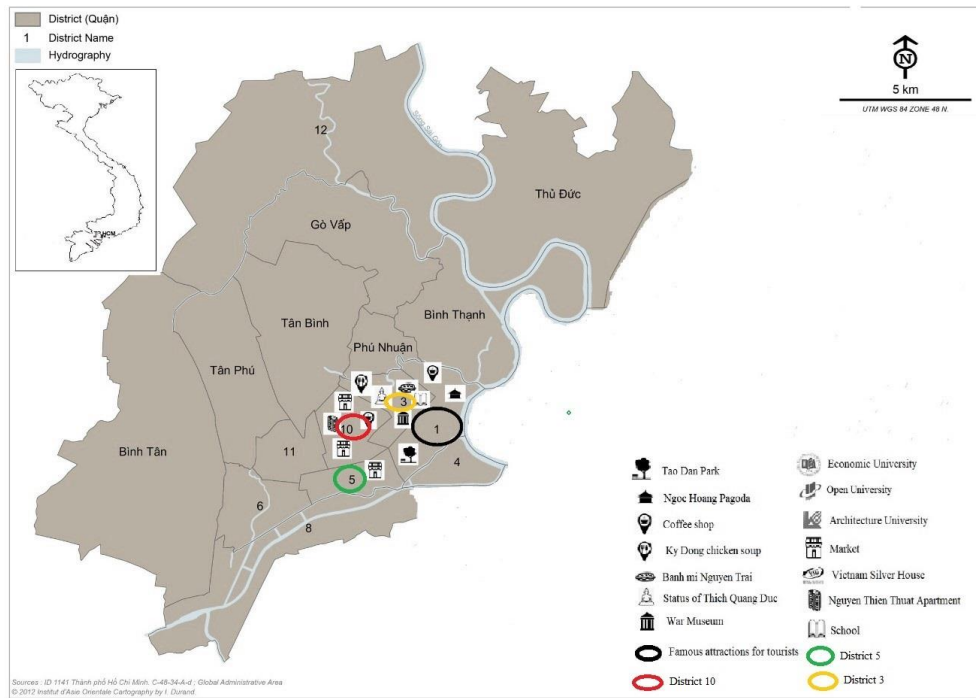 District (Quận)
1 District Name
Hydrography
TP.HCM
N
5 km
UTM WGS 84 ZONE 48 N.
Sông Sài Gòn
12
Thủ Đức
Gò Vấp
Bình Thạnh
Tân Bình
Phú Nhuận
Tân Phú
3
10
1
Bình Tân
11
4
5
6
8
Tao Dan Park
Ngoc Hoang Pagoda
Coffee shop
Ky Dong chicken soup
Banh mi Nguyen Trai
Status of Thich Quang Duc
War Museum
Famous attractions for tourists
District 10
Economic University
Open University
Architecture University
Market
Vietnam Silver House
Nguyen Thien Thuat Apartment
School
District 5
District 3
Sources : ID 1141 Thành phố Hồ Chí Minh. C-48-34-A-d ; Global Administrative Area
© 2012 Institut d'Asie Orientale Cartography by I. Durand.